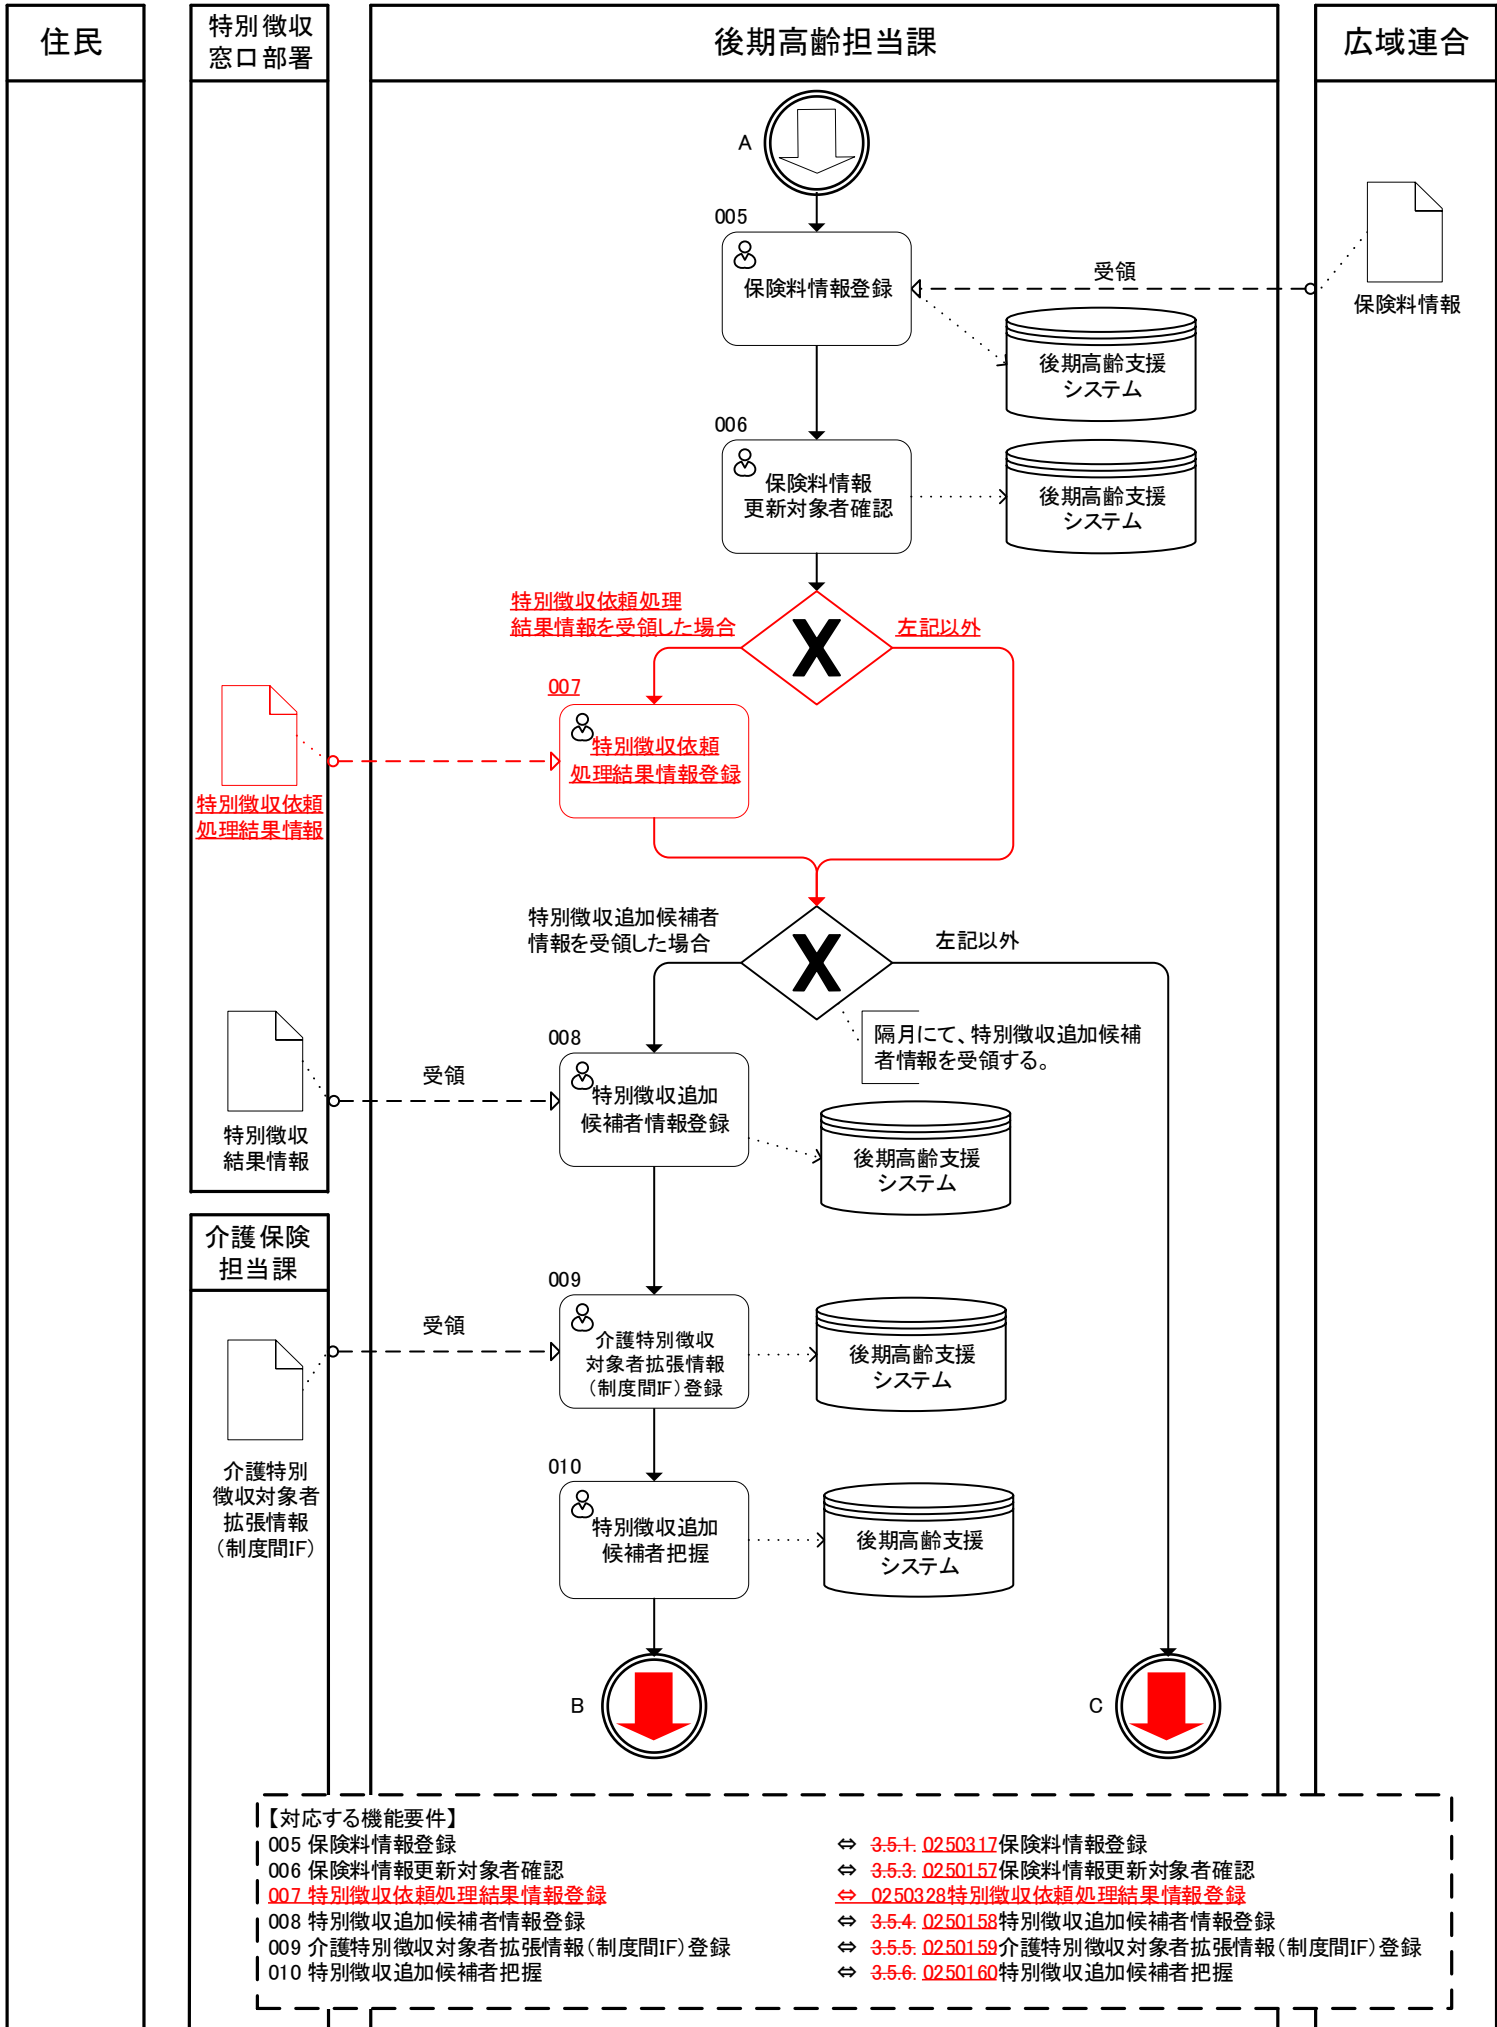 住民
特別徴収
窓口部署
後期高齢担当課
広域連合
A
005
保険料情報登録
受領
保険料情報
後期高齢支援
システム
006
保険料情報
更新対象者確認
後期高齢支援
システム
特別徴収依頼処理
結果情報を受領した場合
左記以外
007
特別徴収依頼
処理結果情報登録
特別徴収依頼
処理結果情報
特別徴収追加候補者
情報を受領した場合
左記以外
隔月にて、特別徴収追加候補
者情報を受領する。
008
受領
特別徴収追加
候補者情報登録
特別徴収
結果情報
後期高齢支援
システム
介護保険
担当課
009
受領
介護特別徴収
対象者拡張情報
（制度間IF）登録
後期高齢支援
システム
介護特別
徴収対象者
拡張情報
（制度間IF）
010
特別徴収追加
候補者把握
後期高齢支援
システム
B
C
【対応する機能要件】
005 保険料情報登録 ⇔ 3.5.1. 0250317保険料情報登録
006 保険料情報更新対象者確認 ⇔ 3.5.3. 0250157保険料情報更新対象者確認
007 特別徴収依頼処理結果情報登録 ⇔ 0250328特別徴収依頼処理結果情報登録
008 特別徴収追加候補者情報登録 ⇔ 3.5.4. 0250158特別徴収追加候補者情報登録
009 介護特別徴収対象者拡張情報（制度間IF）登録 ⇔ 3.5.5. 0250159介護特別徴収対象者拡張情報（制度間IF）登録
010 特別徴収追加候補者把握 ⇔ 3.5.6. 0250160特別徴収追加候補者把握